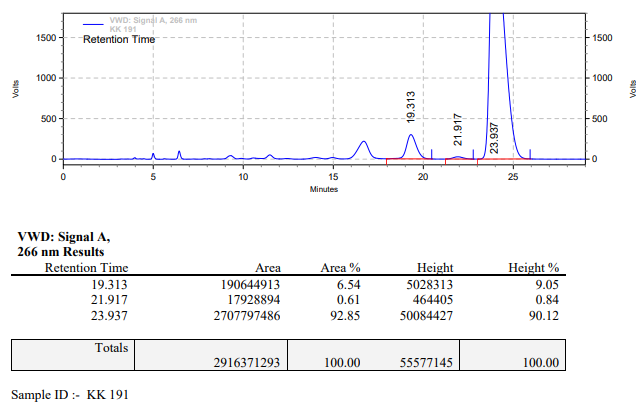 VWD: Signal A, 266 nm
KK 191
Retention Time
1500
1000
500
0
Volts
1500
1000
500
0
Volts
19.313
21.917
23.937
0 5 10 15 20 25
Minutes
VWD: Signal A,
266 nm Results
Retention Time Area Area % Height Height %
19.313 190644913 6.54 5028313 9.05
21.917 17928894 0.61 464405 0.84
23.937 2707797486 92.85 50084427 90.12
Totals
2916371293 100.00 55577145 100.00
Sample ID :- KK 191